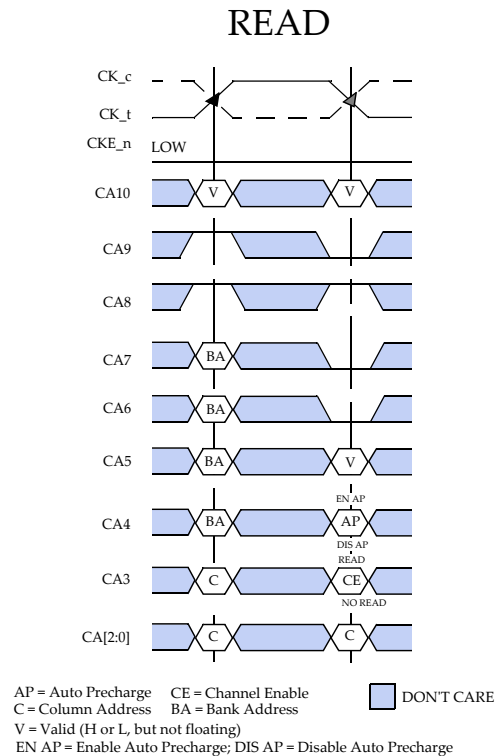 READ
CK_c
CK_t
CKE_n LOW
CA10 V V
CA9
CA8
CA7 BA
CA6 BA
CA5 BA V
EN AP
CA4 BA AP
DIS AP
READ
CA3 C CE
NO READ
CA[2:0] C C
AP = Auto Precharge CE = Channel Enable
C = Column Address BA = Bank Address
DON'T CARE
V = Valid (H or L, but not floating)
EN AP = Enable Auto Precharge; DIS AP = Disable Auto Precharge